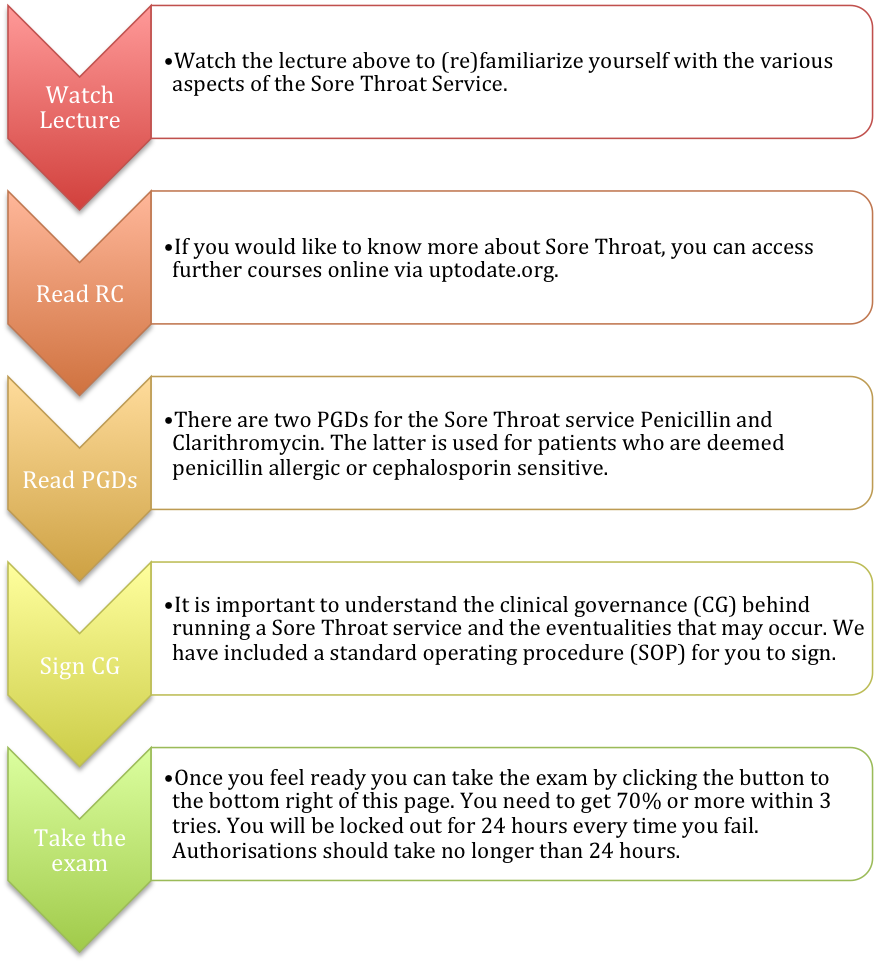 Watch
Lecture
•Watch the lecture above to (re)familiarize yourself with the various
aspects of the Sore Throat Service.
Read RC
•If you would like to know more about Sore Throat, you can access
further courses online via uptodate.org.
Read PGDs
•There are two PGDs for the Sore Throat service Penicillin and
Clarithromycin. The latter is used for patients who are deemed
penicillin allergic or cephalosporin sensitive.
Sign CG
•It is important to understand the clinical governance (CG) behind
running a Sore Throat service and the eventualities that may occur. We
have included a standard operating procedure (SOP) for you to sign.
Take the
exam
•Once you feel ready you can take the exam by clicking the button to
the bottom right of this page. You need to get 70% or more within 3
tries. You will be locked out for 24 hours every time you fail.
Authorisations should take no longer than 24 hours.